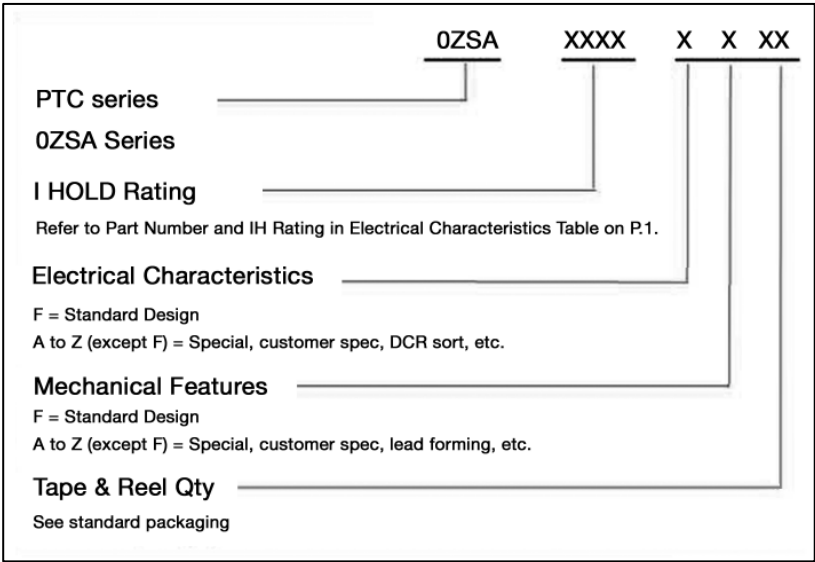 0ZSA XXXX X X XX
PTC series
0ZSA Series
I HOLD Rating
Refer to Part Number and IH Rating in Electrical Characteristics Table on P.1.
Electrical Characteristics
F = Standard Design
A to Z (except F) = Special, customer spec, DCR sort, etc.
Mechanical Features
F = Standard Design
A to Z (except F) = Special, customer spec, lead forming, etc.
Tape & Reel Qty
See standard packaging